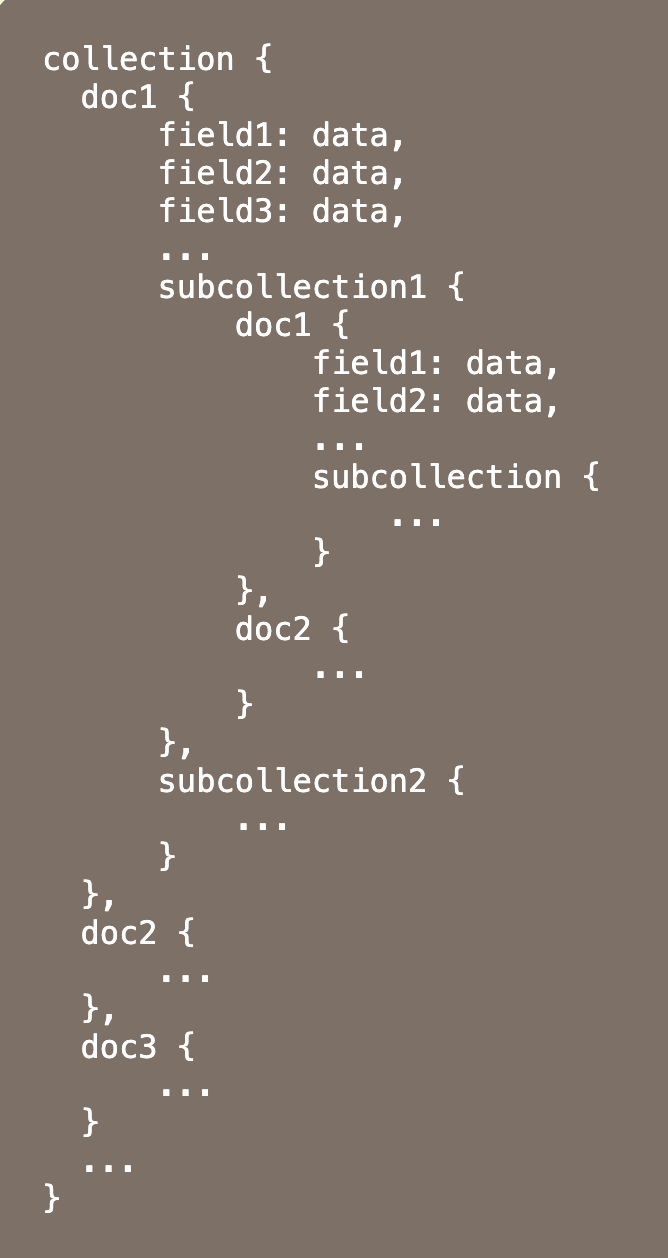 collection {
  doc1 {
      field1: data,
      field2: data,
      field3: data,
      ...
      subcollection1 {
          doc1 {
              field1: data,
              field2: data,
              ...
              subcollection {
                  ...
              }
          },
          doc2 {
              ...
          }
      },
      subcollection2 {
          ...
      }
  },
  doc2 {
      ...
  },
  doc3 {
      ...
  }
  ...
}